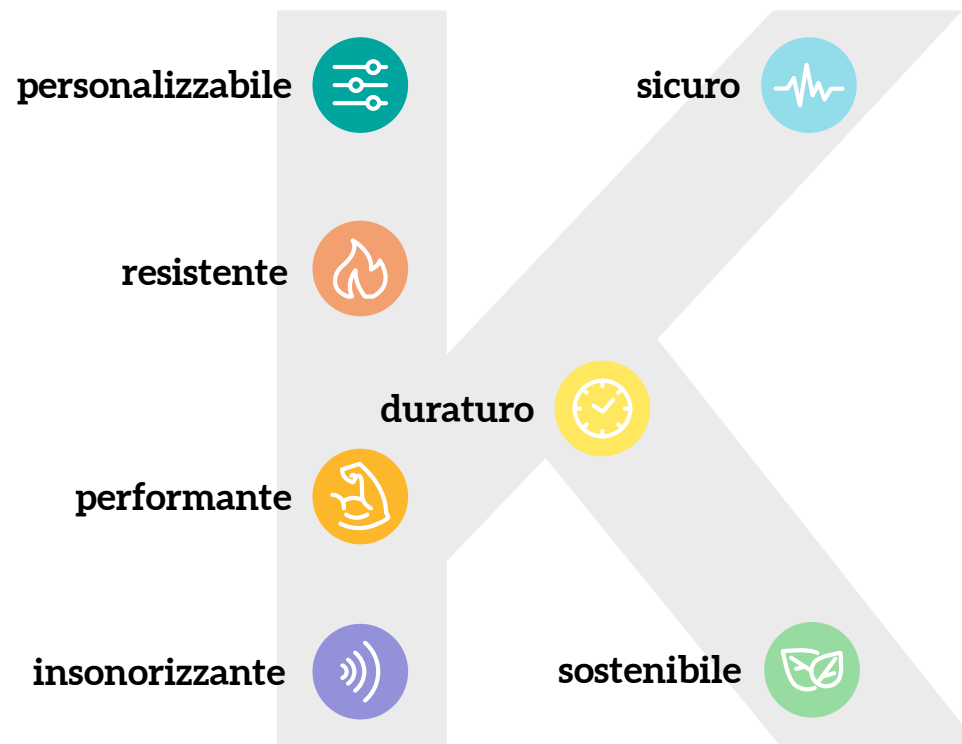 personalizzabile
sicuro
resistente
duraturo
performante
insonorizzante
sostenibile